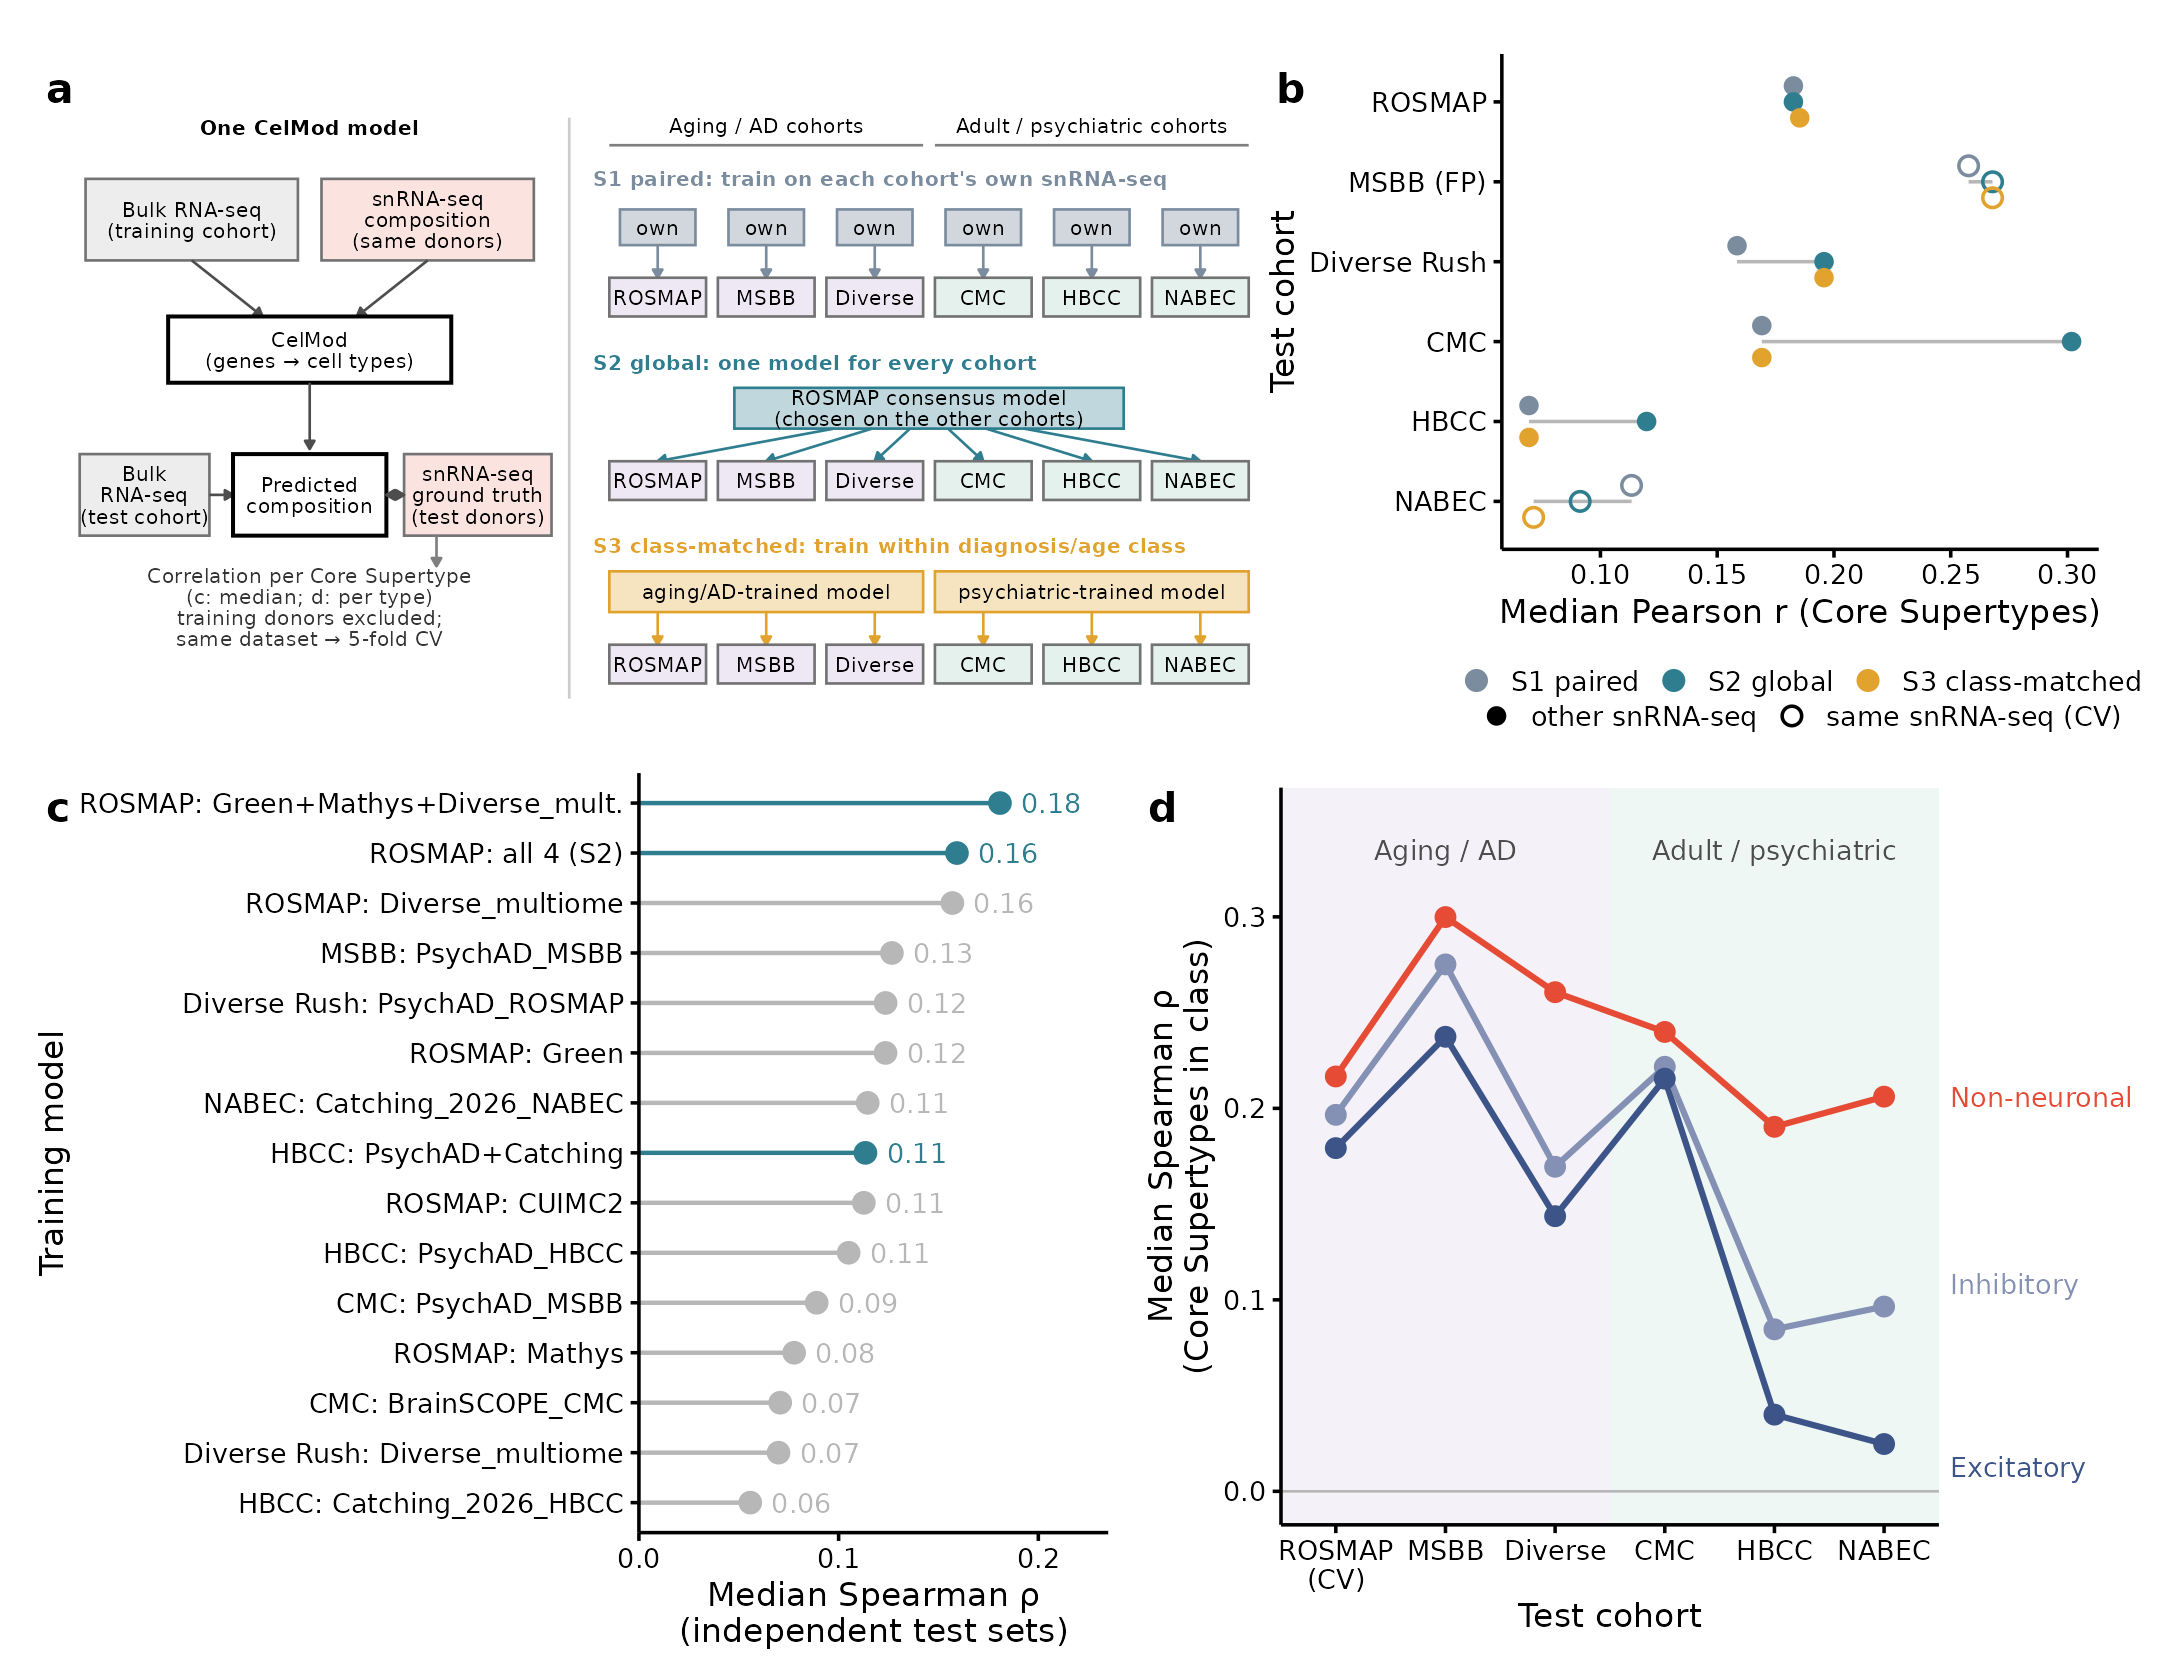 a
One CelMod model
Bulk RNA-seq
(training cohort)
snRNA-seq
composition
(same donors)
CelMod
(genes → cell types)
Bulk
RNA-seq
(test cohort)
Predicted
composition
snRNA-seq
ground truth
(test donors)
Correlation per Core Supertype
(c: median; d: per type)
training donors excluded;
same dataset → 5-fold CV
Aging / AD cohorts
Adult / psychiatric cohorts
S1 paired: train on each cohort's own snRNA-seq
own own own own own own
ROSMAP MSBB Diverse CMC HBCC NABEC
S2 global: one model for every cohort
ROSMAP consensus model
(chosen on the other cohorts)
ROSMAP MSBB Diverse CMC HBCC NABEC
S3 class-matched: train within diagnosis/age class
aging/AD-trained model
psychiatric-trained model
ROSMAP MSBB Diverse CMC HBCC NABEC
b
Test cohort
ROSMAP
MSBB (FP)
Diverse Rush
CMC
HBCC
NABEC
0.10 0.15 0.20 0.25 0.30
Median Pearson r (Core Supertypes)
S1 paired S2 global S3 class-matched
other snRNA-seq same snRNA-seq (CV)
c
Training model
ROSMAP: Green+Mathys+Diverse_mult. 0.18
ROSMAP: all 4 (S2) 0.16
ROSMAP: Diverse_multiome 0.16
MSBB: PsychAD_MSBB 0.13
Diverse Rush: PsychAD_ROSMAP 0.12
ROSMAP: Green 0.12
NABEC: Catching_2026_NABEC 0.11
HBCC: PsychAD+Catching 0.11
ROSMAP: CUIMC2 0.11
HBCC: PsychAD_HBCC 0.11
CMC: PsychAD_MSBB 0.09
ROSMAP: Mathys 0.08
CMC: BrainSCOPE_CMC 0.07
Diverse Rush: Diverse_multiome 0.07
HBCC: Catching_2026_HBCC 0.06
0.0 0.1 0.2
Median Spearman ρ
(independent test sets)
d
Median Spearman ρ
(Core Supertypes in class)
Aging / AD
Adult / psychiatric
0.3
0.2
0.1
0.0
Non-neuronal
Inhibitory
Excitatory
ROSMAP MSBB Diverse CMC HBCC NABEC
(CV)
Test cohort